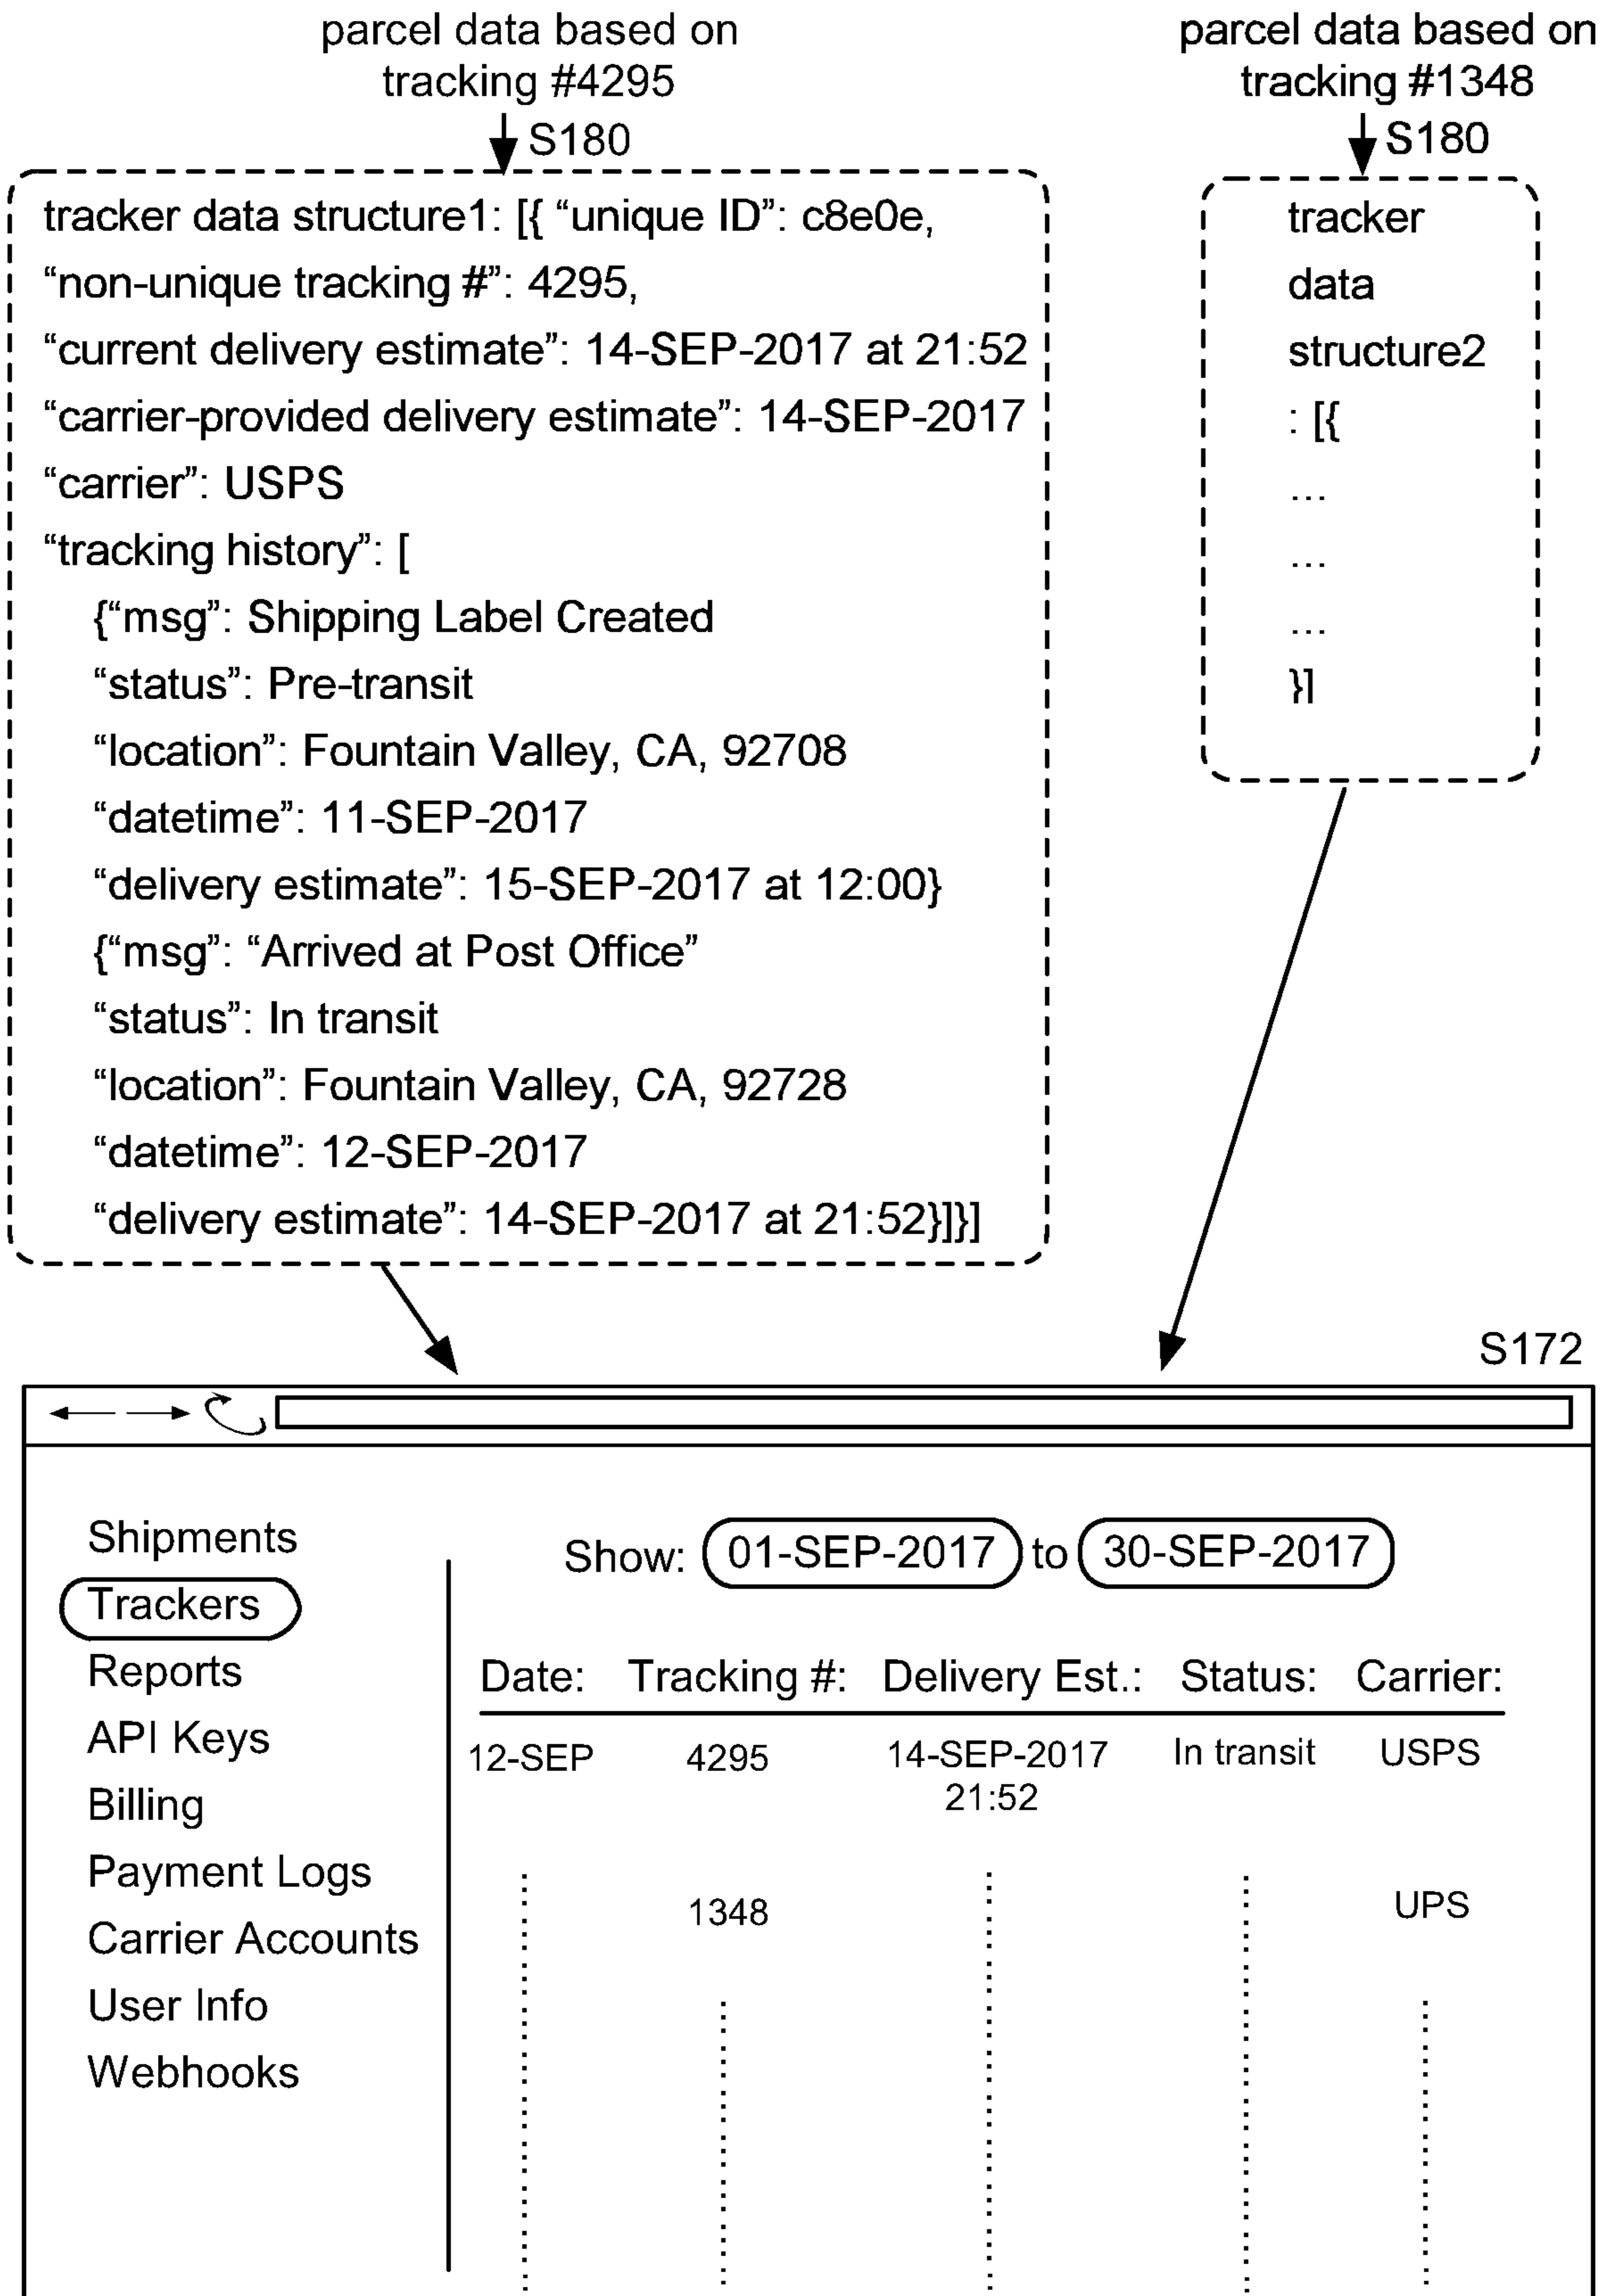 parcel data based on
tracking #4295
S180
tracker data structure1: [{ “unique ID”: c8e0e,
“non-unique tracking #”: 4295,
“current delivery estimate”: 14-SEP-2017 at 21:52
“carrier-provided delivery estimate”: 14-SEP-2017
“carrier”: USPS
“tracking history”: [
{“msg”: Shipping Label Created
“status”: Pre-transit
“location”: Fountain Valley, CA, 92708
“datetime”: 11-SEP-2017
“delivery estimate”: 15-SEP-2017 at 12:00}
{“msg”: “Arrived at Post Office”
“status”: In transit
“location”: Fountain Valley, CA, 92728
“datetime”: 12-SEP-2017
“delivery estimate”: 14-SEP-2017 at 21:52}]}]
parcel data based on
tracking #1348
S180
tracker
data
structure2
: [{
...
...
...
}]
S172
Shipments
Trackers
Reports
API Keys
Billing
Payment Logs
Carrier Accounts
User Info
Webhooks
Show: 01-SEP-2017 to 30-SEP-2017
Date: Tracking #: Delivery Est.: Status: Carrier:
12-SEP 4295 14-SEP-2017 In transit USPS
21:52
1348 UPS